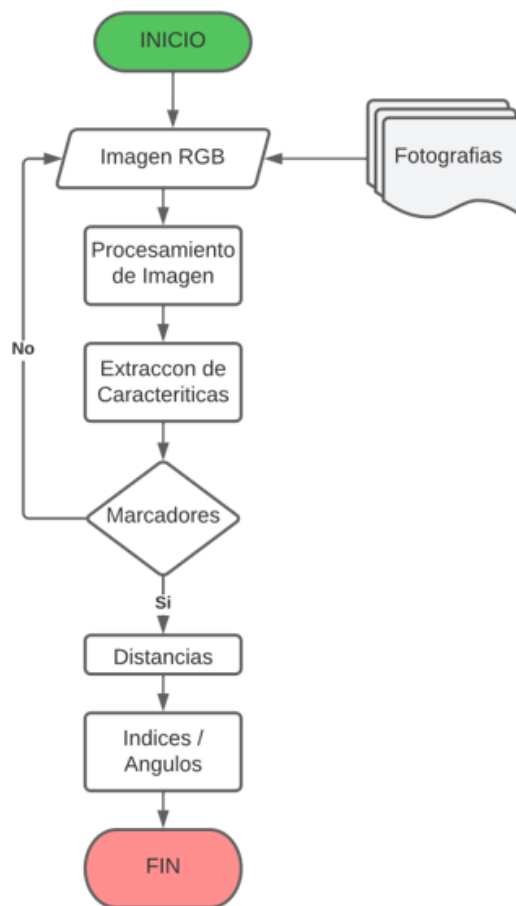 INICIO
Imagen RGB
Fotografias
Procesamiento
de Imagen
No
Extraccon de
Caracteriticas
Marcadores
Si
Distancias
Indices /
Angulos
FIN